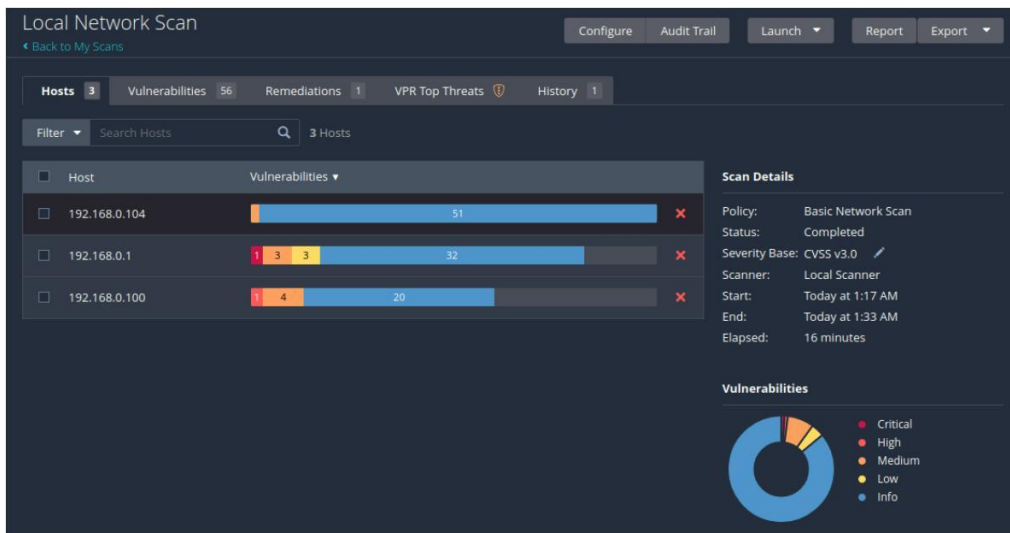 Local Network Scan
Back to My Scans
Configure Audit Trail Launch Report Export
Hosts 3 Vulnerabilities 56 Remediations 1 VPR Top Threats History 1
Filter Search Hosts 3 Hosts
Host Vulnerabilities
192.168.0.104 51
192.168.0.1 1 3 3 32
192.168.0.100 1 4 20
Scan Details
Policy: Basic Network Scan
Status: Completed
Severity Base: CVSS v3.0
Scanner: Local Scanner
Start: Today at 1:17 AM
End: Today at 1:33 AM
Elapsed: 16 minutes
Vulnerabilities
Critical
High
Medium
Low
Info